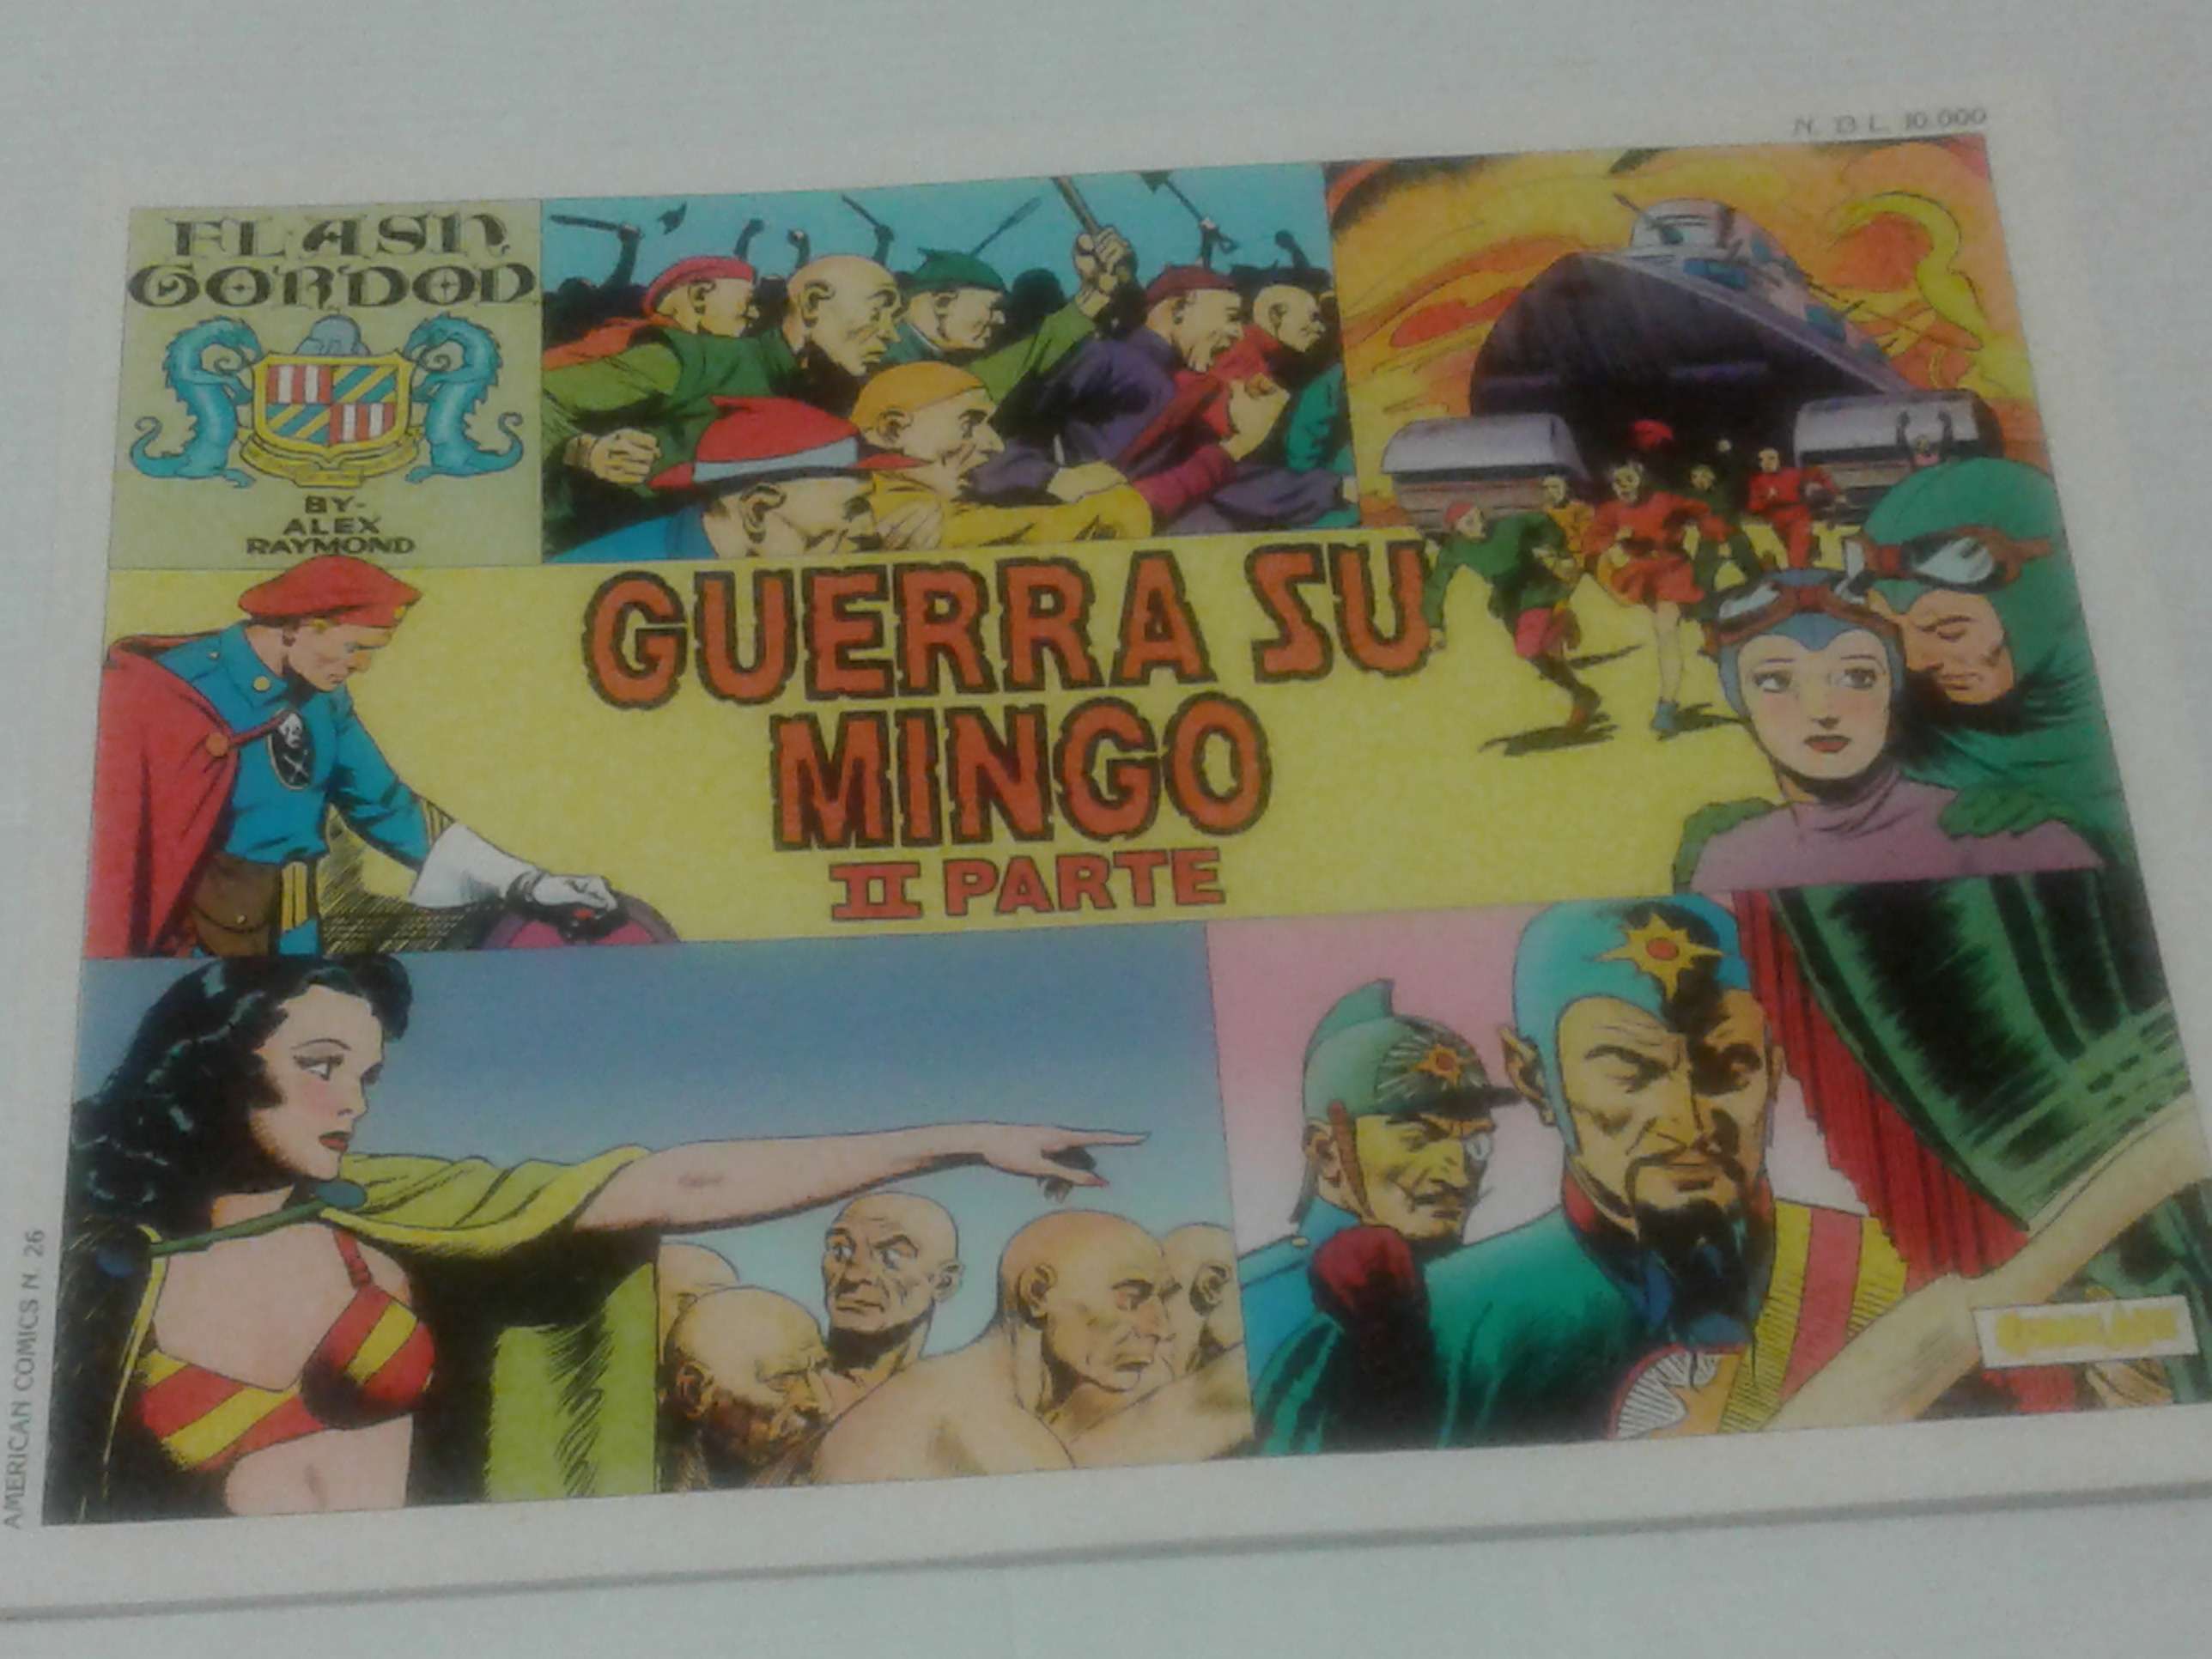 N. 13 L. 10.000
FLASH
GORDON
BY-
ALEX
RAYMOND
GUERRA SU
MINGO
II PARTE
AMERICAN COMICS N. 26